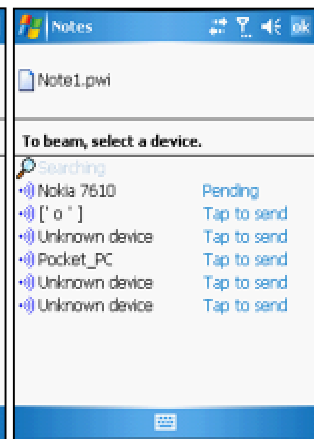 Notes
ok
Note1.pwi
To beam, select a device.
Searching
Nokia 7610 Pending
[ ' o ' ] Tap to send
Unknown device Tap to send
Pocket_PC Tap to send
Unknown device Tap to send
Unknown device Tap to send